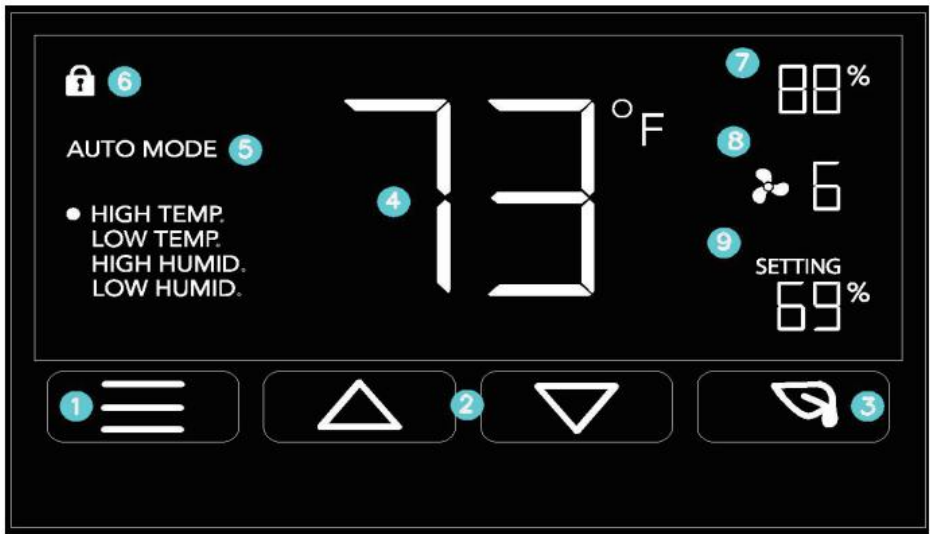 6
AUTO MODE 5
HIGH TEMP.
LOW TEMP.
HIGH HUMID.
LOW HUMID.
4
73°F
7
88%
8
6
9
SETTING
69%
1
2
3